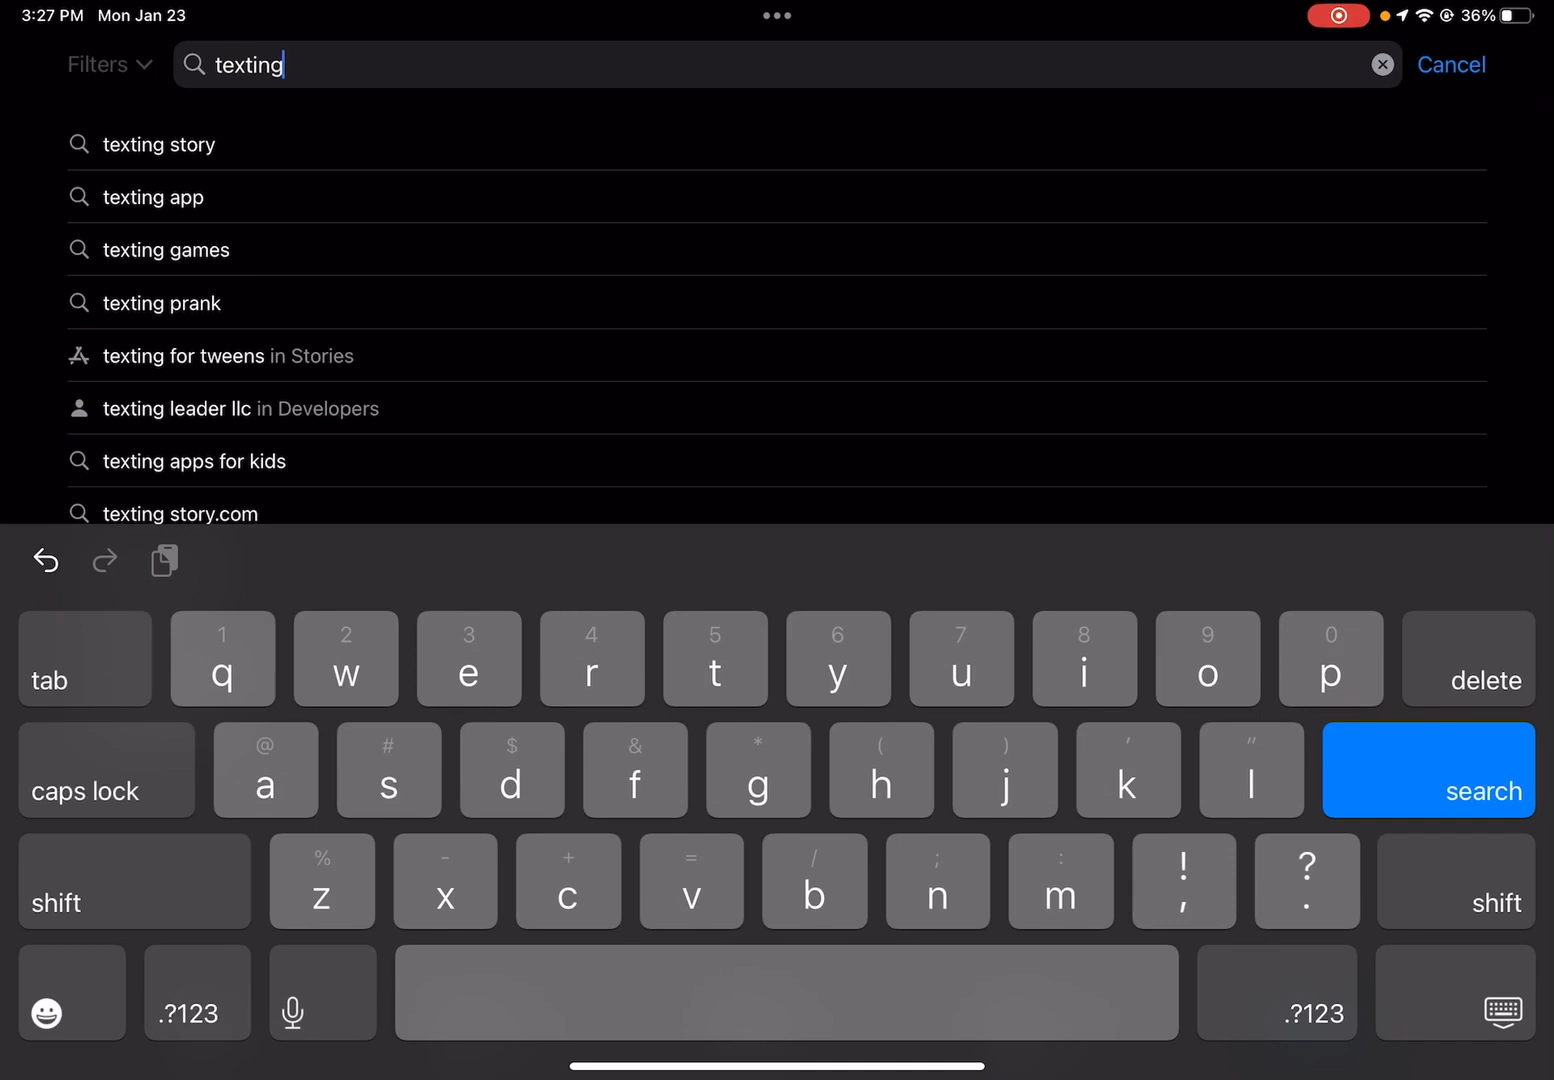 3:27 PM Mon Jan 23
36%
Filters
texting
Cancel
texting story
texting app
texting games
texting prank
texting for tweens in Stories
texting leader llc in Developers
texting apps for kids
texting story.com
1 2 3 4 5 6 7 8 9 0
tab q w e r t y u i o p delete
@ # $ & * ( ) ' "
caps lock a s d f g h j k l search
% - + = / ; : ! ?
shift z x c v b n m , . shift
.?123 .?123